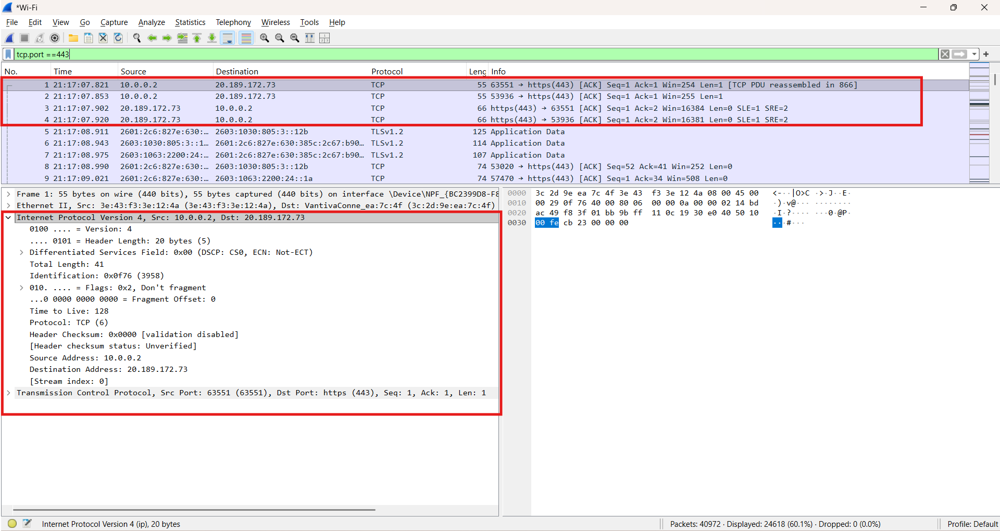 *Wi-Fi
File Edit View Go Capture Analyze Statistics Telephony Wireless Tools Help
tcp.port ==443
No. Time Source Destination Protocol Leng Info
1 21:17:07.821 10.0.0.2 20.189.172.73 TCP 55 63551 → https(443) [ACK] Seq=1 Ack=1 Win=254 Len=1 [TCP PDU reassembled in 866]
2 21:17:07.853 10.0.0.2 20.189.172.73 TCP 55 53936 → https(443) [ACK] Seq=1 Ack=1 Win=255 Len=1
3 21:17:07.902 20.189.172.73 10.0.0.2 TCP 66 https(443) → 63551 [ACK] Seq=1 Ack=2 Win=16384 Len=0 SLE=1 SRE=2
4 21:17:07.920 20.189.172.73 10.0.0.2 TCP 66 https(443) → 53936 [ACK] Seq=1 Ack=2 Win=16381 Len=0 SLE=1 SRE=2
5 21:17:08.911 2601:2c6:827e:630:… 2603:1030:805:3::12b TLSv1.2 125 Application Data
6 21:17:08.943 2603:1030:805:3::1… 2601:2c6:827e:630:385c:2c67:b90… TLSv1.2 114 Application Data
7 21:17:08.975 2603:1063:2200:24:… 2601:2c6:827e:630:385c:2c67:b90… TLSv1.2 107 Application Data
8 21:17:08.990 2601:2c6:827e:630:… 2603:1030:805:3::12b TCP 74 53020 → https(443) [ACK] Seq=52 Ack=41 Win=252 Len=0
9 21:17:09.021 2601:2c6:827e:630:… 2603:1063:2200:24::1a TCP 74 57470 → https(443) [ACK] Seq=1 Ack=34 Win=508 Len=0
Frame 1: 55 bytes on wire (440 bits), 55 bytes captured (440 bits) on interface \Device\NPF_{BC2399D8-F8
Ethernet II, Src: 3e:43:f3:3e:12:4a (3e:43:f3:3e:12:4a), Dst: VantivaConne_ea:7c:4f (3c:2d:9e:ea:7c:4f)
Internet Protocol Version 4, Src: 10.0.0.2, Dst: 20.189.172.73
0100 .... = Version: 4
.... 0101 = Header Length: 20 bytes (5)
Differentiated Services Field: 0x00 (DSCP: CS0, ECN: Not-ECT)
Total Length: 41
Identification: 0x0f76 (3958)
010. .... = Flags: 0x2, Don't fragment
...0 0000 0000 0000 = Fragment Offset: 0
Time to Live: 128
Protocol: TCP (6)
Header Checksum: 0x0000 [validation disabled]
[Header checksum status: Unverified]
Source Address: 10.0.0.2
Destination Address: 20.189.172.73
[Stream index: 0]
Transmission Control Protocol, Src Port: 63551 (63551), Dst Port: https (443), Seq: 1, Ack: 1, Len: 1
0000 3c 2d 9e ea 7c 4f 3e 43 f3 3e 12 4a 08 00 45 00 <-··|O>C ·>·J··E·
0010 00 29 0f 76 40 00 80 06 00 00 0a 00 00 02 14 bd ·)·v@··· ········
0020 ac 49 f8 3f 01 bb 9b ff 11 0c 19 30 e0 40 50 10 ·I·?···· ···0·@P·
0030 00 fe cb 23 00 00 00 ···#···
Internet Protocol Version 4 (ip), 20 bytes
Packets: 40972 · Displayed: 24618 (60.1%) · Dropped: 0 (0.0%)
Profile: Default